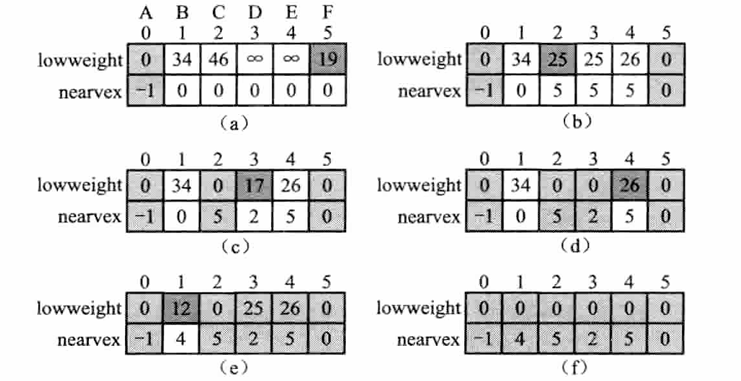 A B C D E F
0 1 2 3 4 5
lowweight 0 34 46 ∞ ∞ 19
nearvex −1 0 0 0 0 0
(a)
0 1 2 3 4 5
lowweight 0 34 25 25 26 0
nearvex −1 0 5 5 5 0
(b)
0 1 2 3 4 5
lowweight 0 34 0 17 26 0
nearvex −1 0 5 2 5 0
(c)
0 1 2 3 4 5
lowweight 0 34 0 0 26 0
nearvex −1 0 5 2 5 0
(d)
0 1 2 3 4 5
lowweight 0 12 0 25 26 0
nearvex −1 4 5 2 5 0
(e)
0 1 2 3 4 5
lowweight 0 0 0 0 0 0
nearvex −1 4 5 2 5 0
(f)